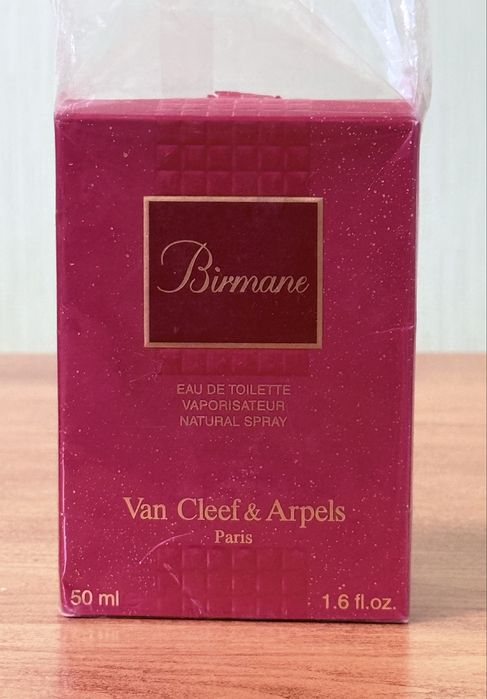 Birmane
EAU DE TOILETTE
VAPORISATEUR
NATURAL SPRAY
Van Cleef & Arpels
Paris
50 ml 1.6 fl.oz.